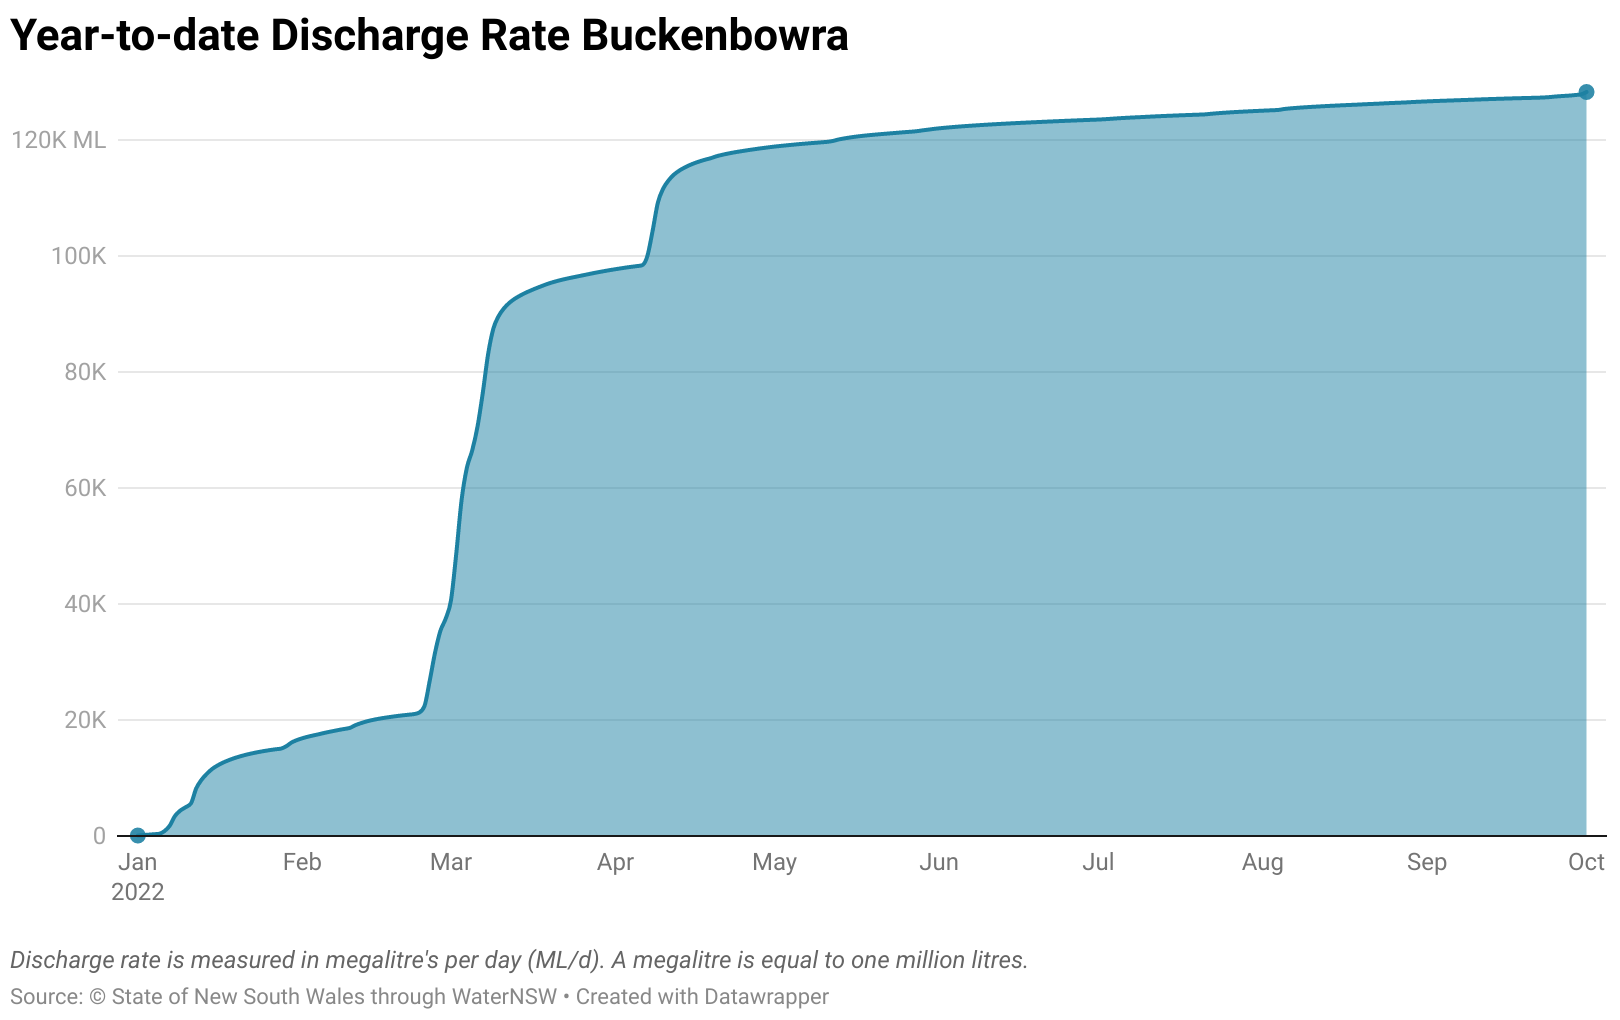 Year-to-date Discharge Rate Buckenbowra
120K ML
100K
80K
60K
40K
20K
0
Jan Feb Mar Apr May Jun Jul Aug Sep Oct
2022
Discharge rate is measured in megalitre's per day (ML/d). A megalitre is equal to one million litres.
Source: © State of New South Wales through WaterNSW • Created with Datawrapper